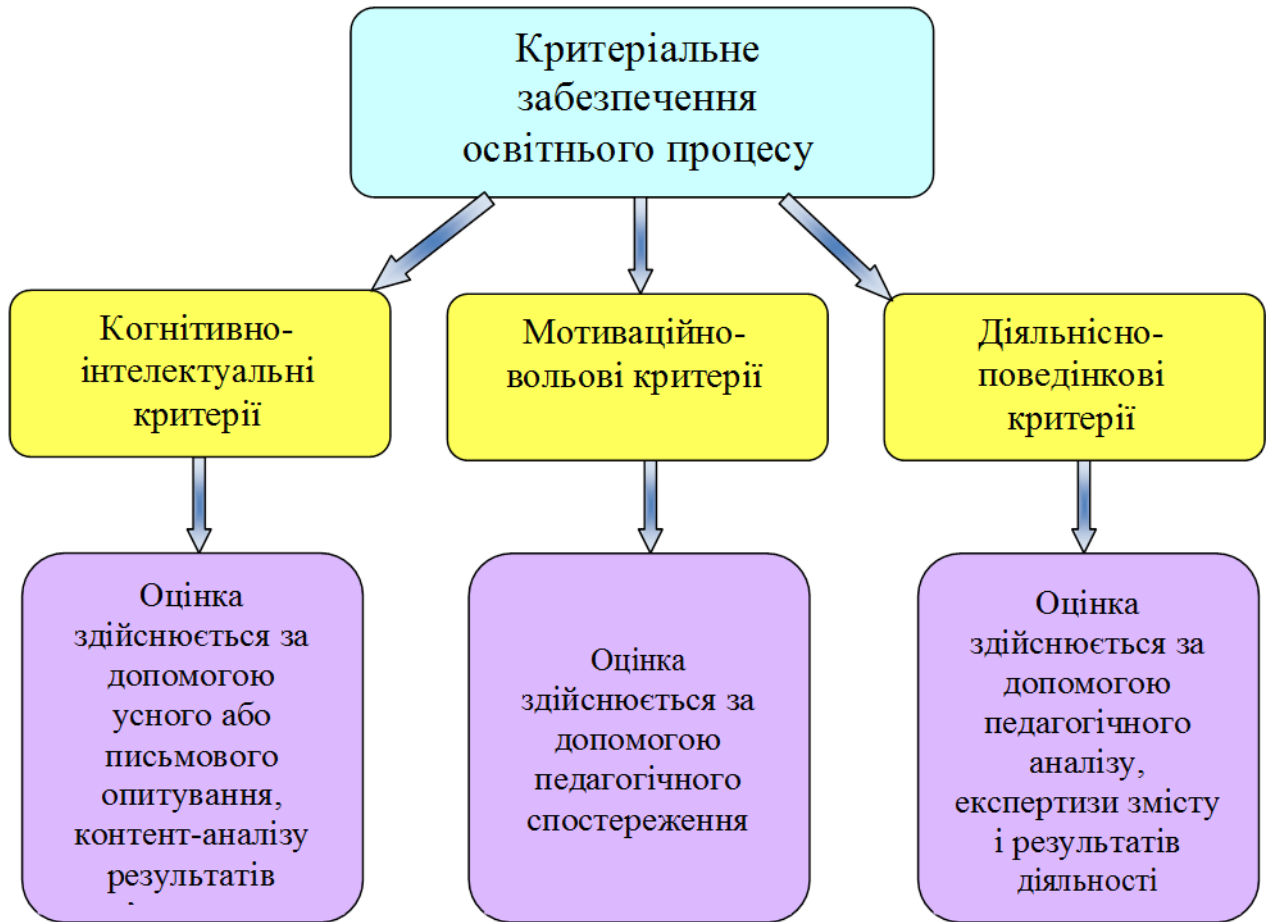 Критеріальне
забезпечення
освітнього процесу
Когнітивно-
інтелектуальні
критерії
Мотиваційно-
вольові критерії
Діяльнісно-
поведінкові
критерії
Оцінка
здійснюється за
допомогою
усного або
письмового
опитування,
контент-аналізу
результатів
Оцінка
здійснюється за
допомогою
педагогічного
спостереження
Оцінка
здійснюється за
допомогою
педагогічного
аналізу,
експертизи змісту
і результатів
діяльності